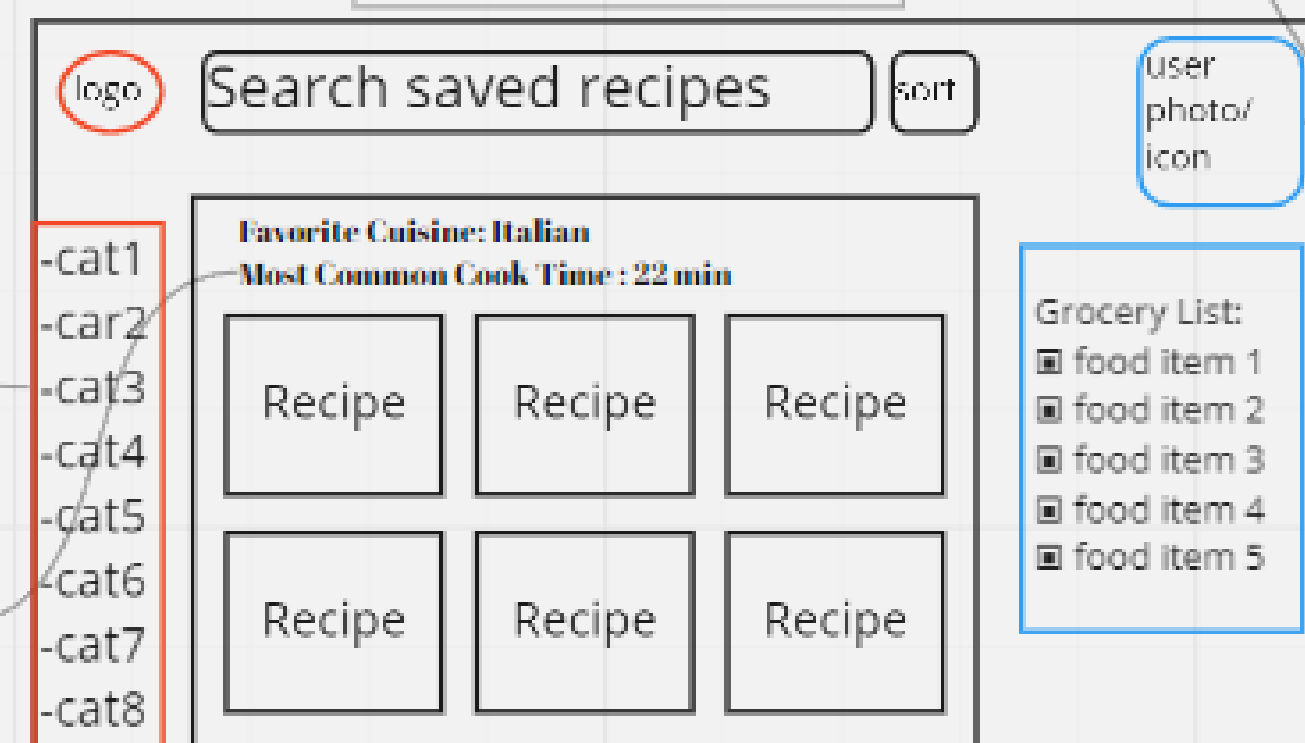 logo
Search saved recipes
sort
user
photo/
icon
-cat1
-car2
-cat3
-cat4
-cat5
-cat6
-cat7
-cat8
Favorite Cuisine: Italian
Most Common Cook Time : 22 min
Recipe
Recipe
Recipe
Recipe
Recipe
Recipe
Grocery List:
▣ food item 1
▣ food item 2
▣ food item 3
▣ food item 4
▣ food item 5